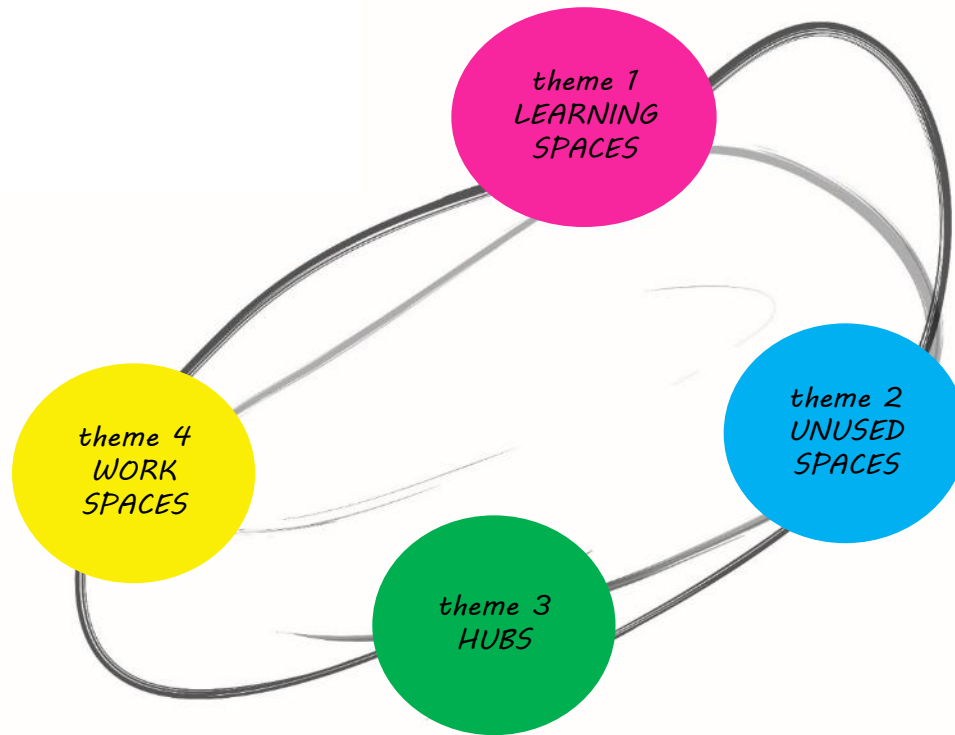 theme 1
LEARNING
SPACES
theme 2
UNUSED
SPACES
theme 3
HUBS
theme 4
WORK
SPACES